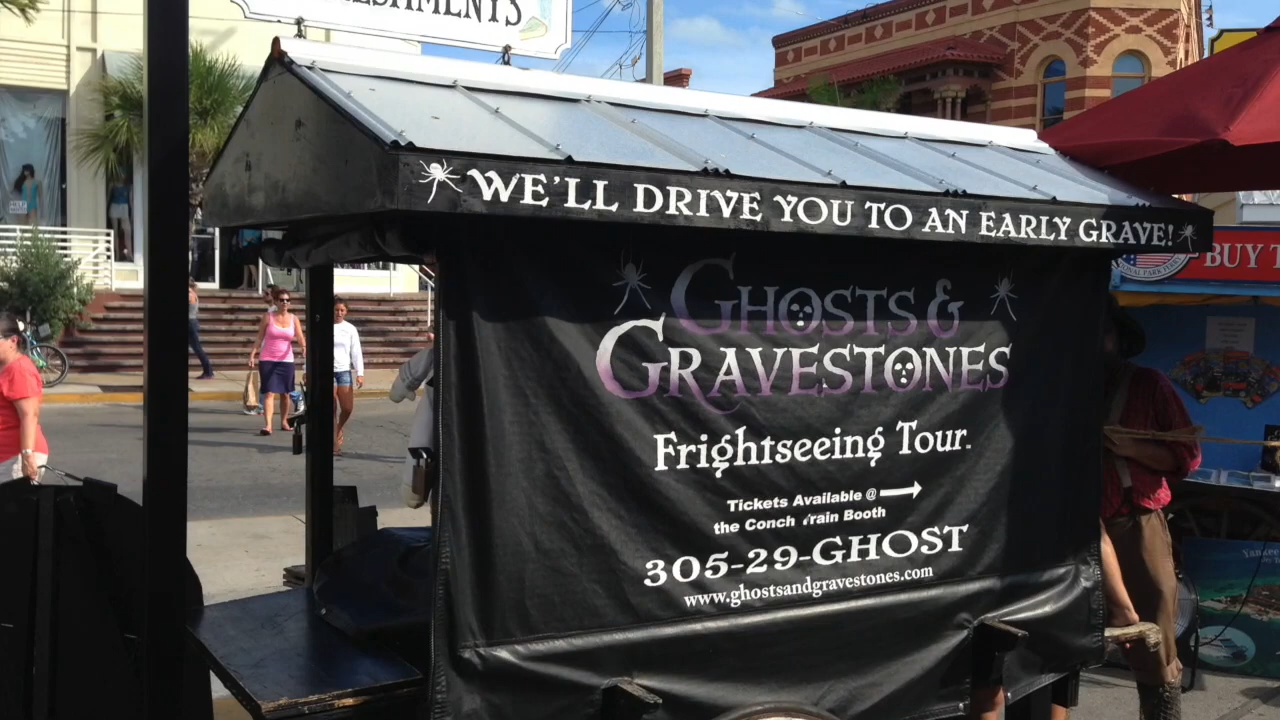 WE'LL DRIVE YOU TO AN EARLY GRAVE!
BUY
GHOSTS &
GRAVESTONES
Frightseeing Tour™
Tickets Available @
the Conch Train Booth
305-29-GHOST
www.ghostsandgravestones.com